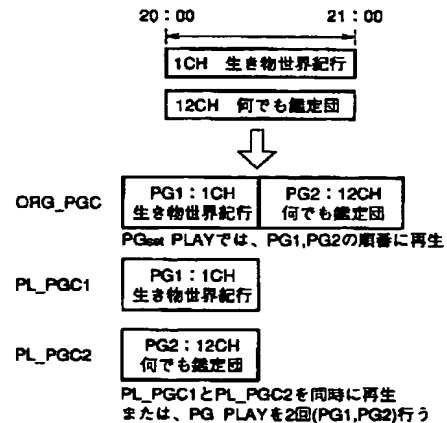 20:00 21:00
1CH 生き物世界紀行
12CH 何でも鑑定団
ORG_PGC
PG1:1CH
生き物世界紀行
PG2:12CH
何でも鑑定団
PGset PLAYでは、PG1,PG2の順番に再生
PL_PGC1
PG1:1CH
生き物世界紀行
PL_PGC2
PG2:12CH
何でも鑑定団
PL_PGC1とPL_PGC2を同時に再生
または、PG PLAYを2回(PG1,PG2)行う